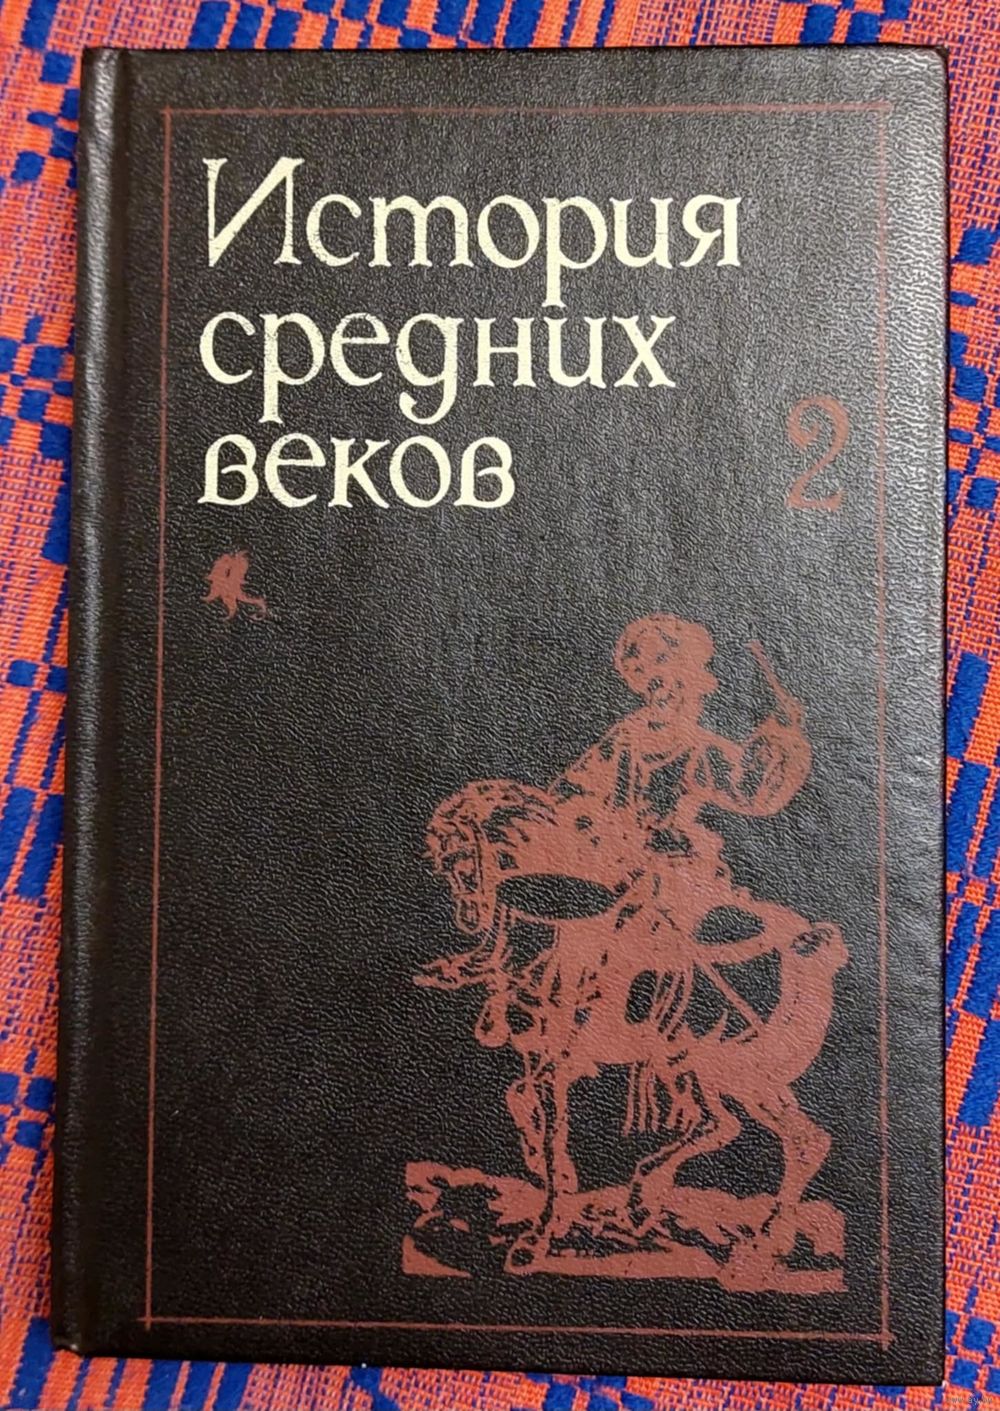 История
средних
веков
2